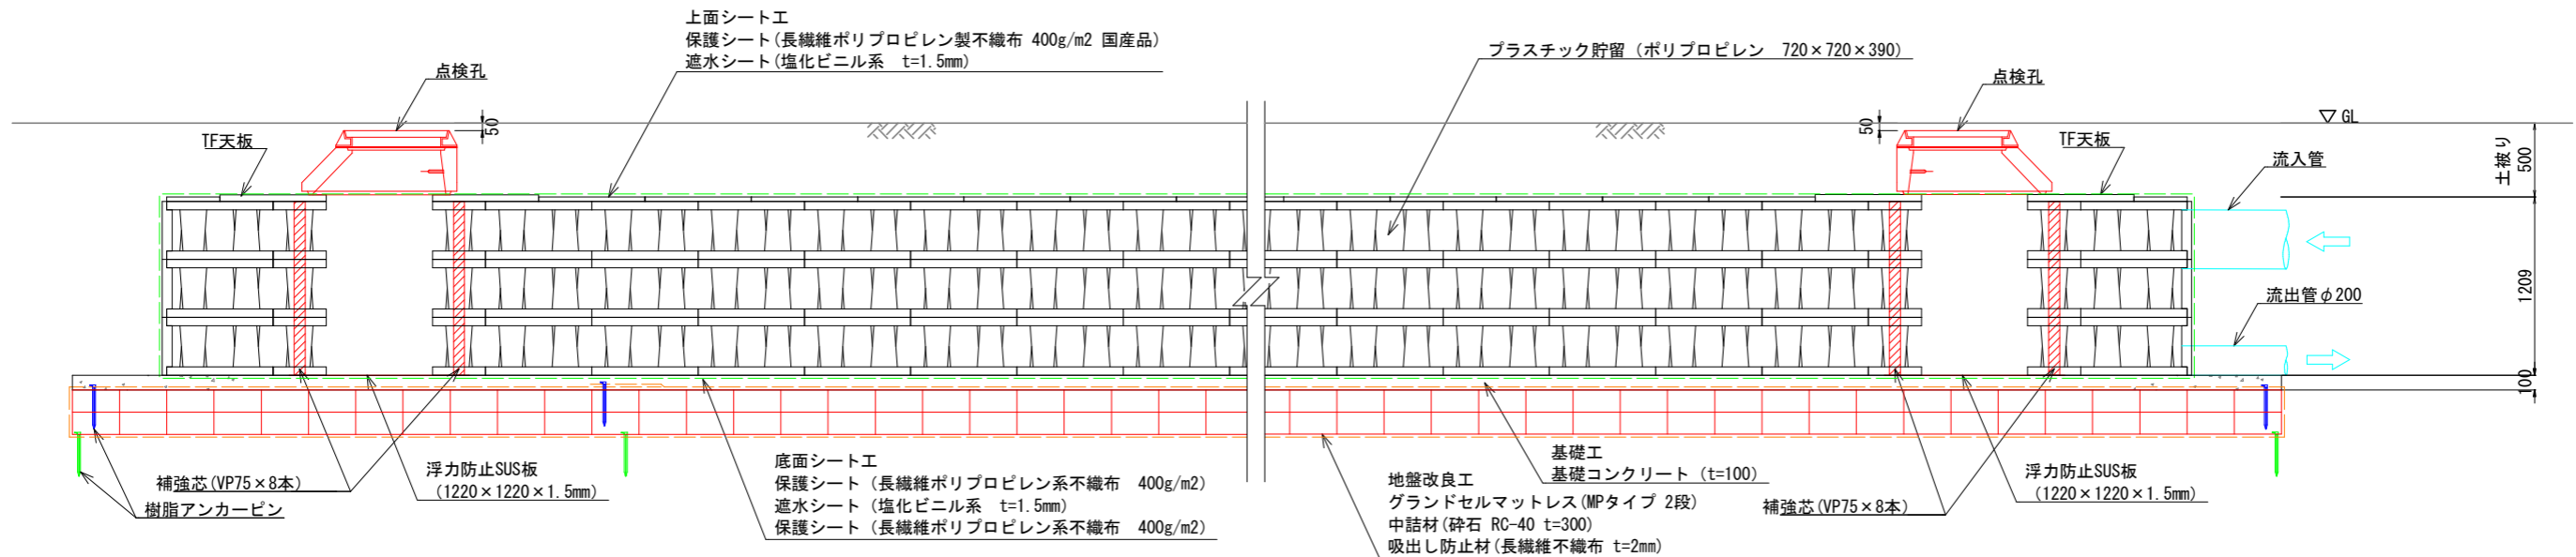 上面シート工
保護シート(長繊維ポリプロピレン製不織布 400g/m2 国産品)
遮水シート(塩化ビニル系 t=1.5mm)
プラスチック貯留(ポリプロピレン 720×720×390)
点検孔
点検孔
50
50
▽ GL
TF天板
TF天板
土被り
500
流入管
1209
流出管φ200
100
補強芯(VP75×8本)
樹脂アンカーピン
浮力防止SUS板
(1220×1220×1.5mm)
底面シート工
保護シート(長繊維ポリプロピレン系不織布 400g/m2)
遮水シート(塩化ビニル系 t=1.5mm)
保護シート(長繊維ポリプロピレン系不織布 400g/m2)
基礎工
基礎コンクリート(t=100)
地盤改良工
グランドセルマットレス(MPタイプ 2段)
中詰材(砕石 RC-40 t=300)
吸出し防止材(長繊維不織布 t=2mm)
補強芯(VP75×8本)
浮力防止SUS板
(1220×1220×1.5mm)